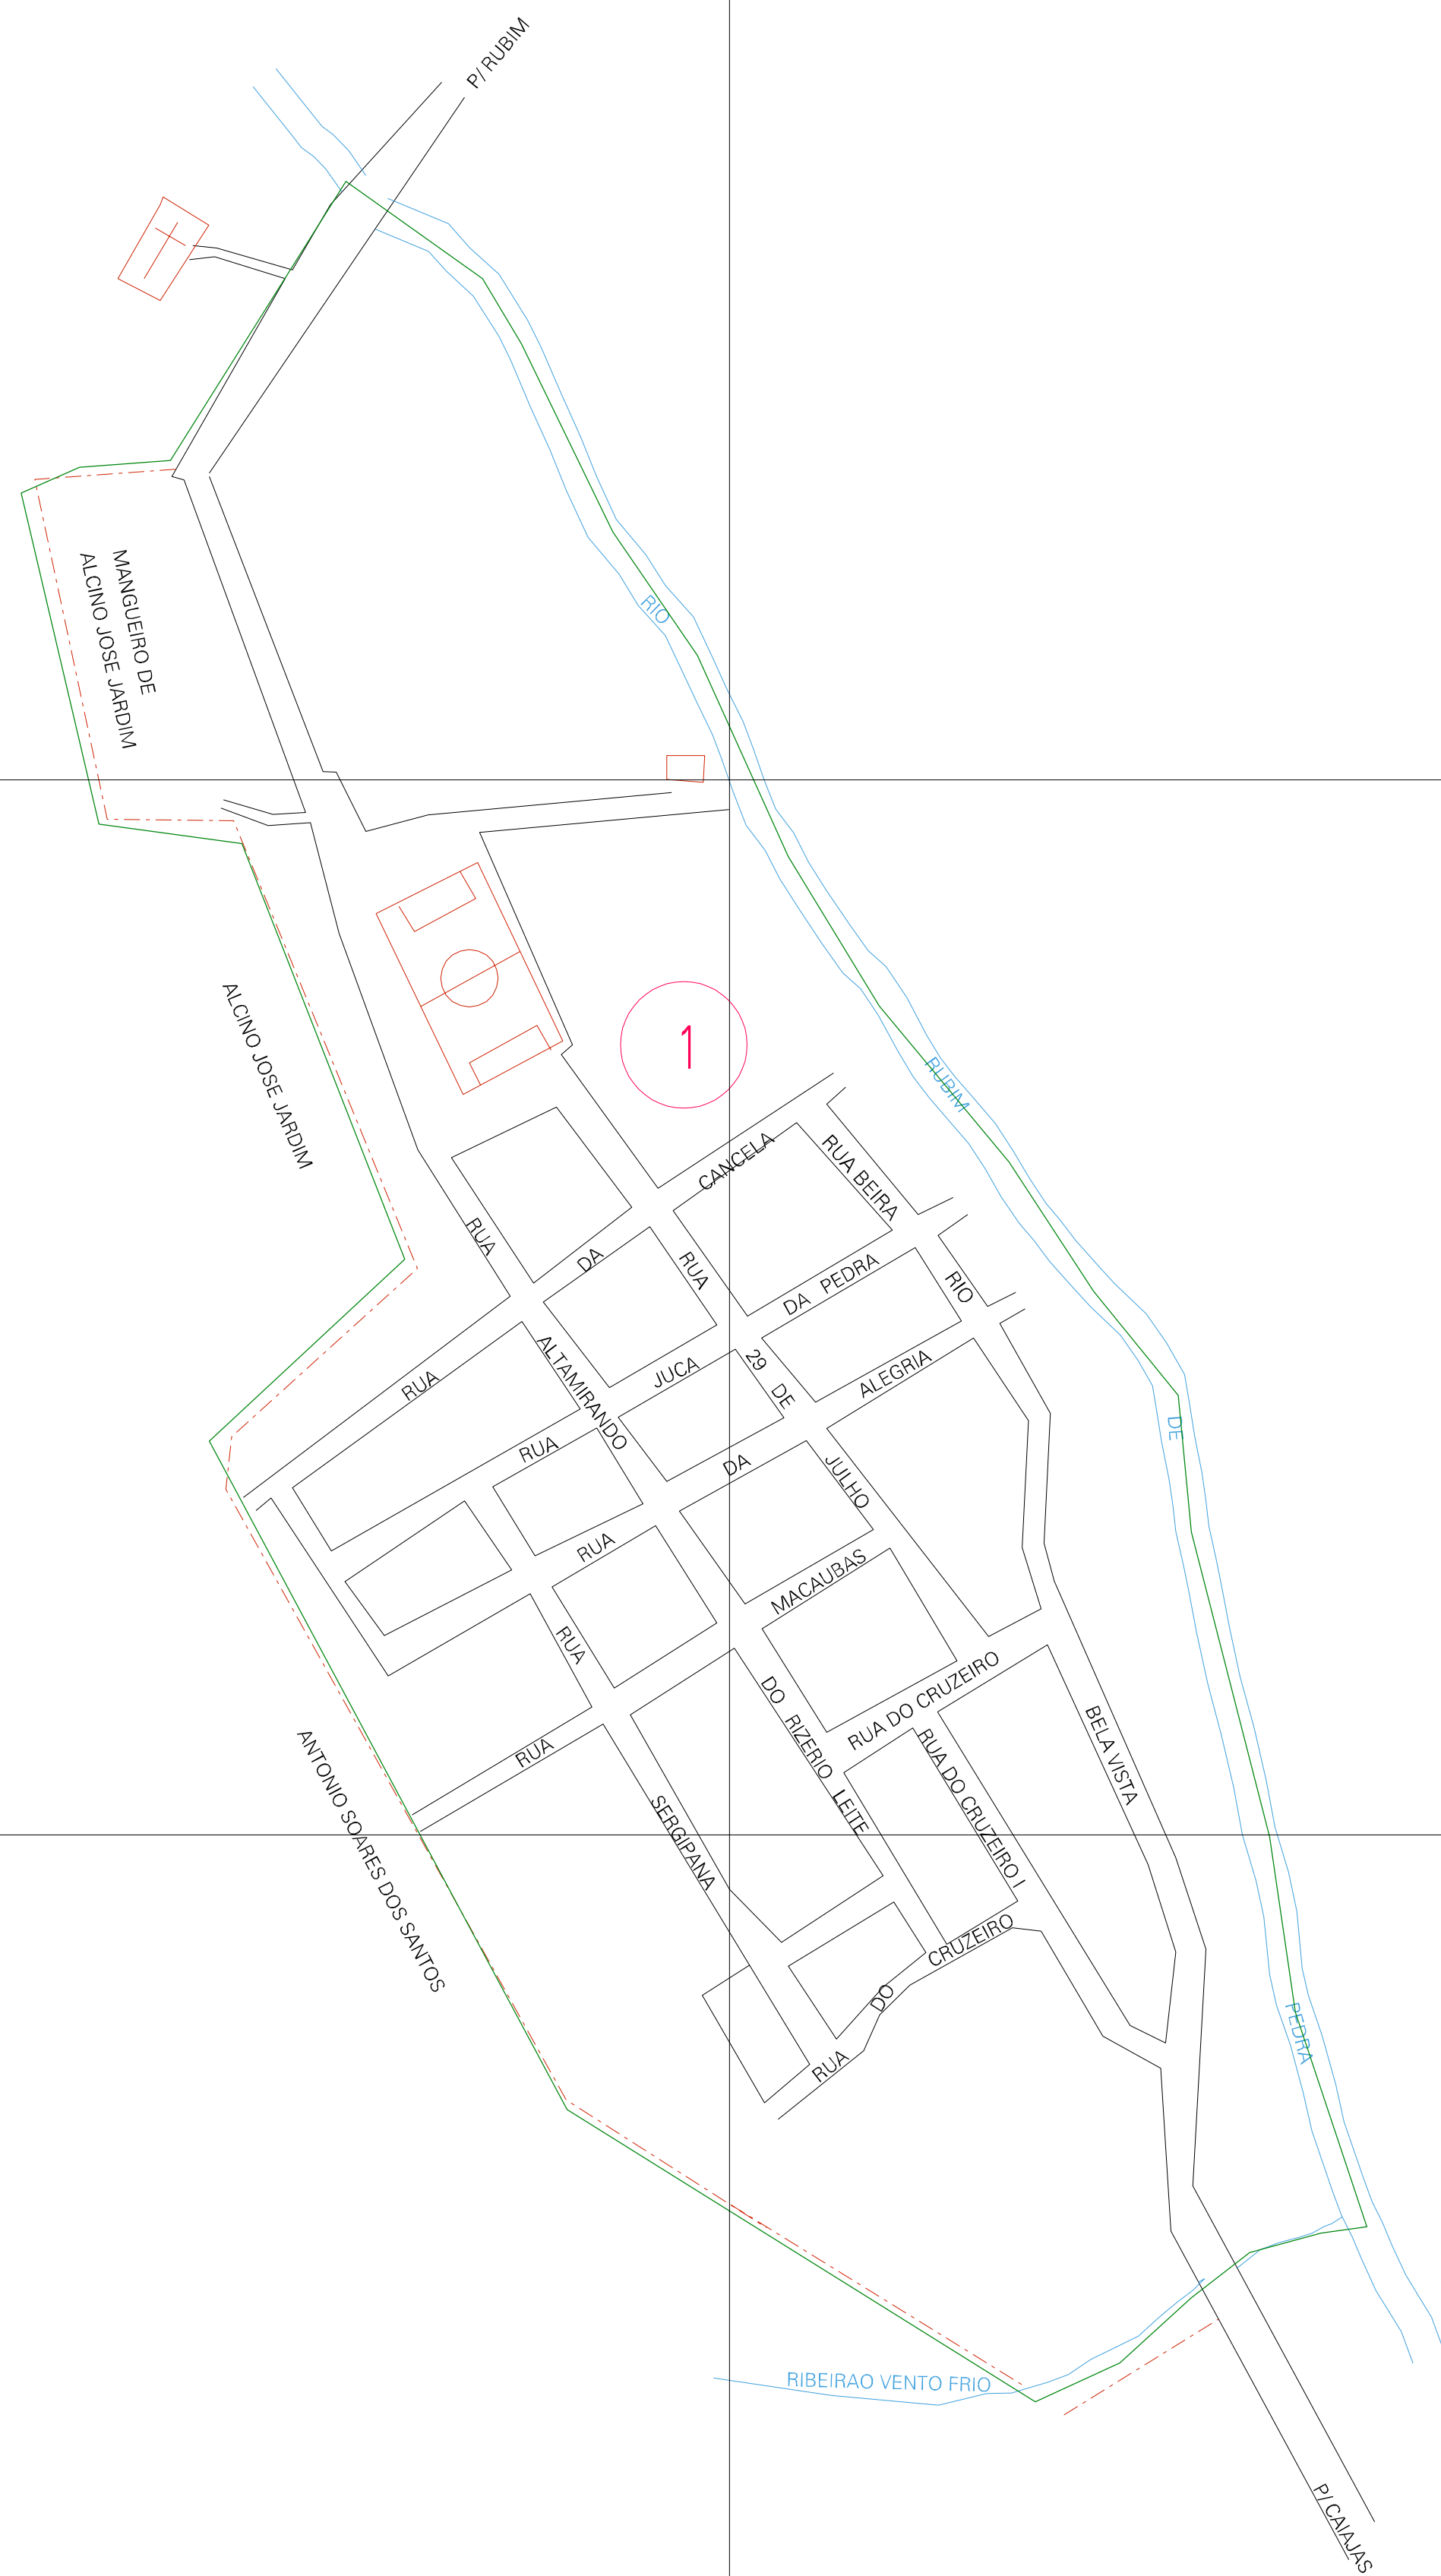 P/ RUBIM
MANGUEIRO DE
ALCINO JOSE JARDIM
RIO
ALCINO JOSE JARDIM
1
RUBIM
CANCELA
RUA BEIRA
RUA
DA
RUA
DA PEDRA
RIO
ALTAMIRANDO
RUA
JUCA
29 DE
ALEGRIA
DE
RUA
DA
JULHO
RUA
MACAUBAS
RUA
RUA DO CRUZEIRO
DO RIZERIO LEITE
BELA VISTA
RUA
RUA DO CRUZEIRO I
ANTONIO SOARES DOS SANTOS
SERGIPANA
CRUZEIRO
DO
RUA
PEDRA
RIBEIRAO VENTO FRIO
P/ CAIAJAS